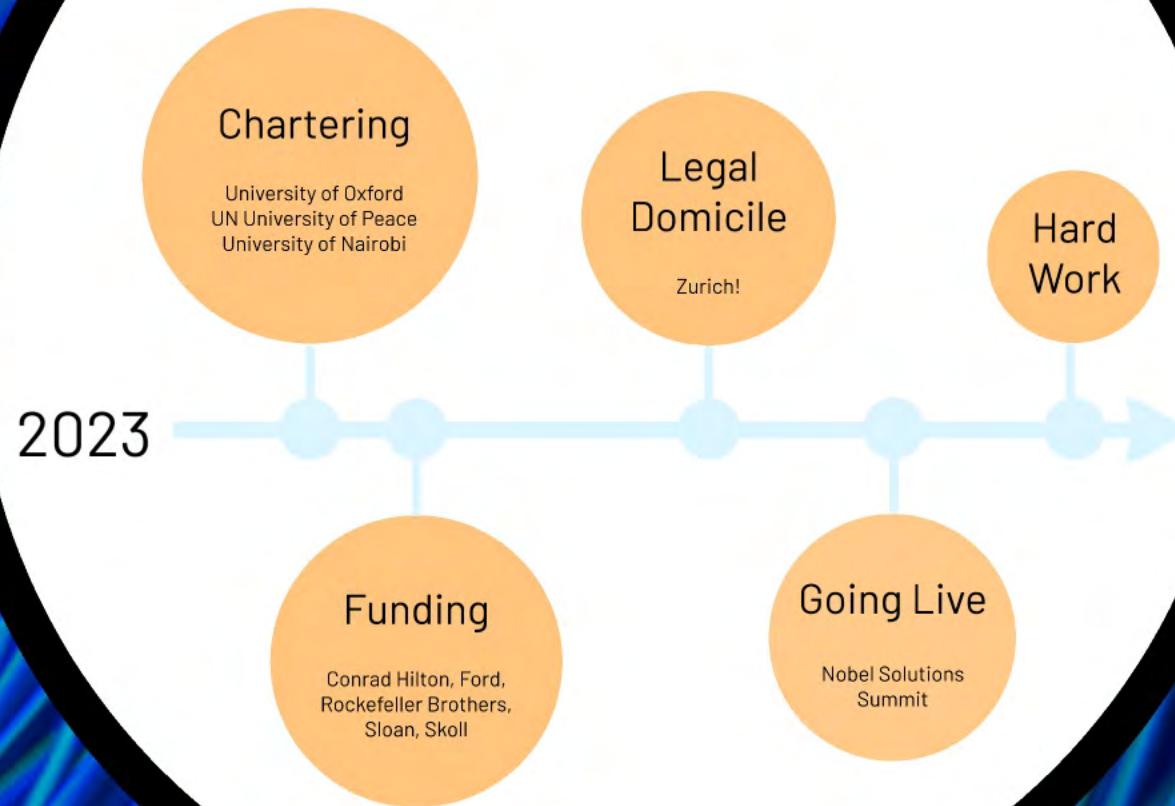 Chartering
University of Oxford
UN University of Peace
University of Nairobi
Legal
Domicile
Zurich!
Hard
Work
2023
Funding
Conrad Hilton, Ford,
Rockefeller Brothers,
Sloan, Skoll
Going Live
Nobel Solutions
Summit